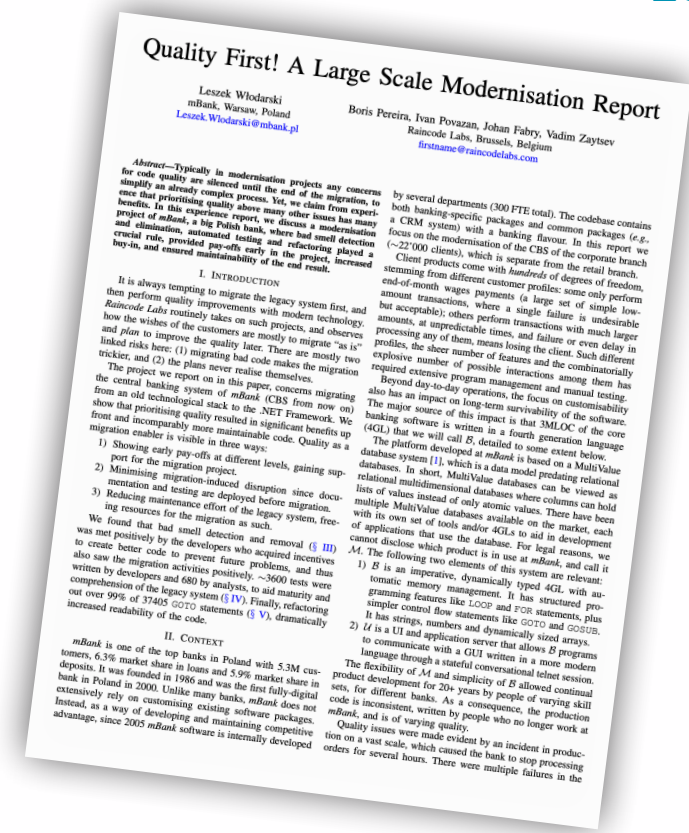 Quality First! A Large Scale Modernisation Report
Leszek Włodarski
mBank, Warsaw, Poland
Leszek.Wlodarski@mbank.pl
Boris Pereira, Ivan Povazan, Johan Fabry, Vadim Zaytsev
Raincode Labs, Brussels, Belgium
firstname@raincodelabs.com
Abstract—Typically in modernisation projects any concerns
for code quality are silenced until the end of the migration, to
simplify an already complex process. Yet, we claim from experi-
ence that prioritising quality above many other issues has many
benefits. In this experience report, we discuss a modernisation
project of mBank, a big Polish bank, where bad smell detection
and elimination, automated testing and refactoring played a
crucial rule, provided pay-offs early in the project, increased
buy-in, and ensured maintainability of the end result.
I. INTRODUCTION
It is always tempting to migrate the legacy system first, and
then perform quality improvements with modern technology.
Raincode Labs routinely takes on such projects, and observes
how the wishes of the customers are mostly to migrate “as is”
and plan to improve the quality later. There are mostly two
linked risks here: (1) migrating bad code makes the migration
trickier, and (2) the plans never realise themselves.
The project we report on in this paper, concerns migrating
the central banking system of mBank (CBS from now on)
from an old technological stack to the .NET Framework. We
show that prioritising quality resulted in significant benefits up
front and incomparably more maintainable code. Quality as a
migration enabler is visible in three ways:
1) Showing early pay-offs at different levels, gaining sup-
port for the migration project.
2) Minimising migration-induced disruption since docu-
mentation and testing are deployed before migration.
3) Reducing maintenance effort of the legacy system, free-
ing resources for the migration as such.
We found that bad smell detection and removal (§ III)
was met positively by the developers who acquired incentives
to create better code to prevent future problems, and thus
also saw the migration activities positively. ~3600 tests were
written by developers and 680 by analysts, to aid maturity and
comprehension of the legacy system (§ IV). Finally, refactoring
out over 99% of 37405 GOTO statements (§ V), dramatically
increased readability of the code.
II. CONTEXT
mBank is one of the top banks in Poland with 5.3M cus-
tomers, 6.3% market share in loans and 5.9% market share in
deposits. It was founded in 1986 and was the first fully-digital
bank in Poland in 2000. Unlike many banks, mBank does not
extensively rely on customising existing software packages.
Instead, as a way of developing and maintaining competitive
advantage, since 2005 mBank software is internally developed
by several departments (300 FTE total). The codebase contains
both banking-specific packages and common packages (e.g.,
a CRM system) with a banking flavour. In this report we
focus on the modernisation of the CBS of the corporate branch
(~22’000 clients), which is separate from the retail branch.
Client products come with hundreds of degrees of freedom,
stemming from different customer profiles: some only perform
end-of-month wages payments (a large set of simple low-
amount transactions, where a single failure is undesirable
but acceptable); others perform transactions with much larger
amounts, at unpredictable times, and failure or even delay in
processing any of them, means losing the client. Such different
profiles, the sheer number of features and the combinatorially
explosive number of possible interactions among them has
required extensive program management and manual testing.
Beyond day-to-day operations, the focus on customisability
also has an impact on long-term survivability of the software.
The major source of this impact is that 3MLOC of the core
banking software is written in a fourth generation language
(4GL) that we will call B, detailed to some extent below.
The platform developed at mBank is based on a MultiValue
database system [1], which is a data model predating relational
databases. In short, MultiValue databases can be viewed as
relational multidimensional databases where columns can hold
lists of values instead of only atomic values. There have been
multiple MultiValue databases available on the market, each
with its own set of tools and/or 4GLs to aid in development
of applications that use the database. For legal reasons, we
cannot disclose which product is in use at mBank, and call it
M. The following two elements of this system are relevant:
1) B is an imperative, dynamically typed 4GL with au-
tomatic memory management. It has structured pro-
gramming features like LOOP and FOR statements, plus
simpler control flow statements like GOTO and GOSUB.
It has strings, numbers and dynamically sized arrays.
2) U is a UI and application server that allows B programs
to communicate with a GUI written in a more modern
language through a stateful conversational telnet session.
The flexibility of M and simplicity of B allowed continual
product development for 20+ years by people of varying skill
sets, for different banks. As a consequence, the production
code is inconsistent, written by people who no longer work at
mBank, and is of varying quality.
Quality issues were made evident by an incident in produc-
tion on a vast scale, which caused the bank to stop processing
orders for several hours. There were multiple failures in the